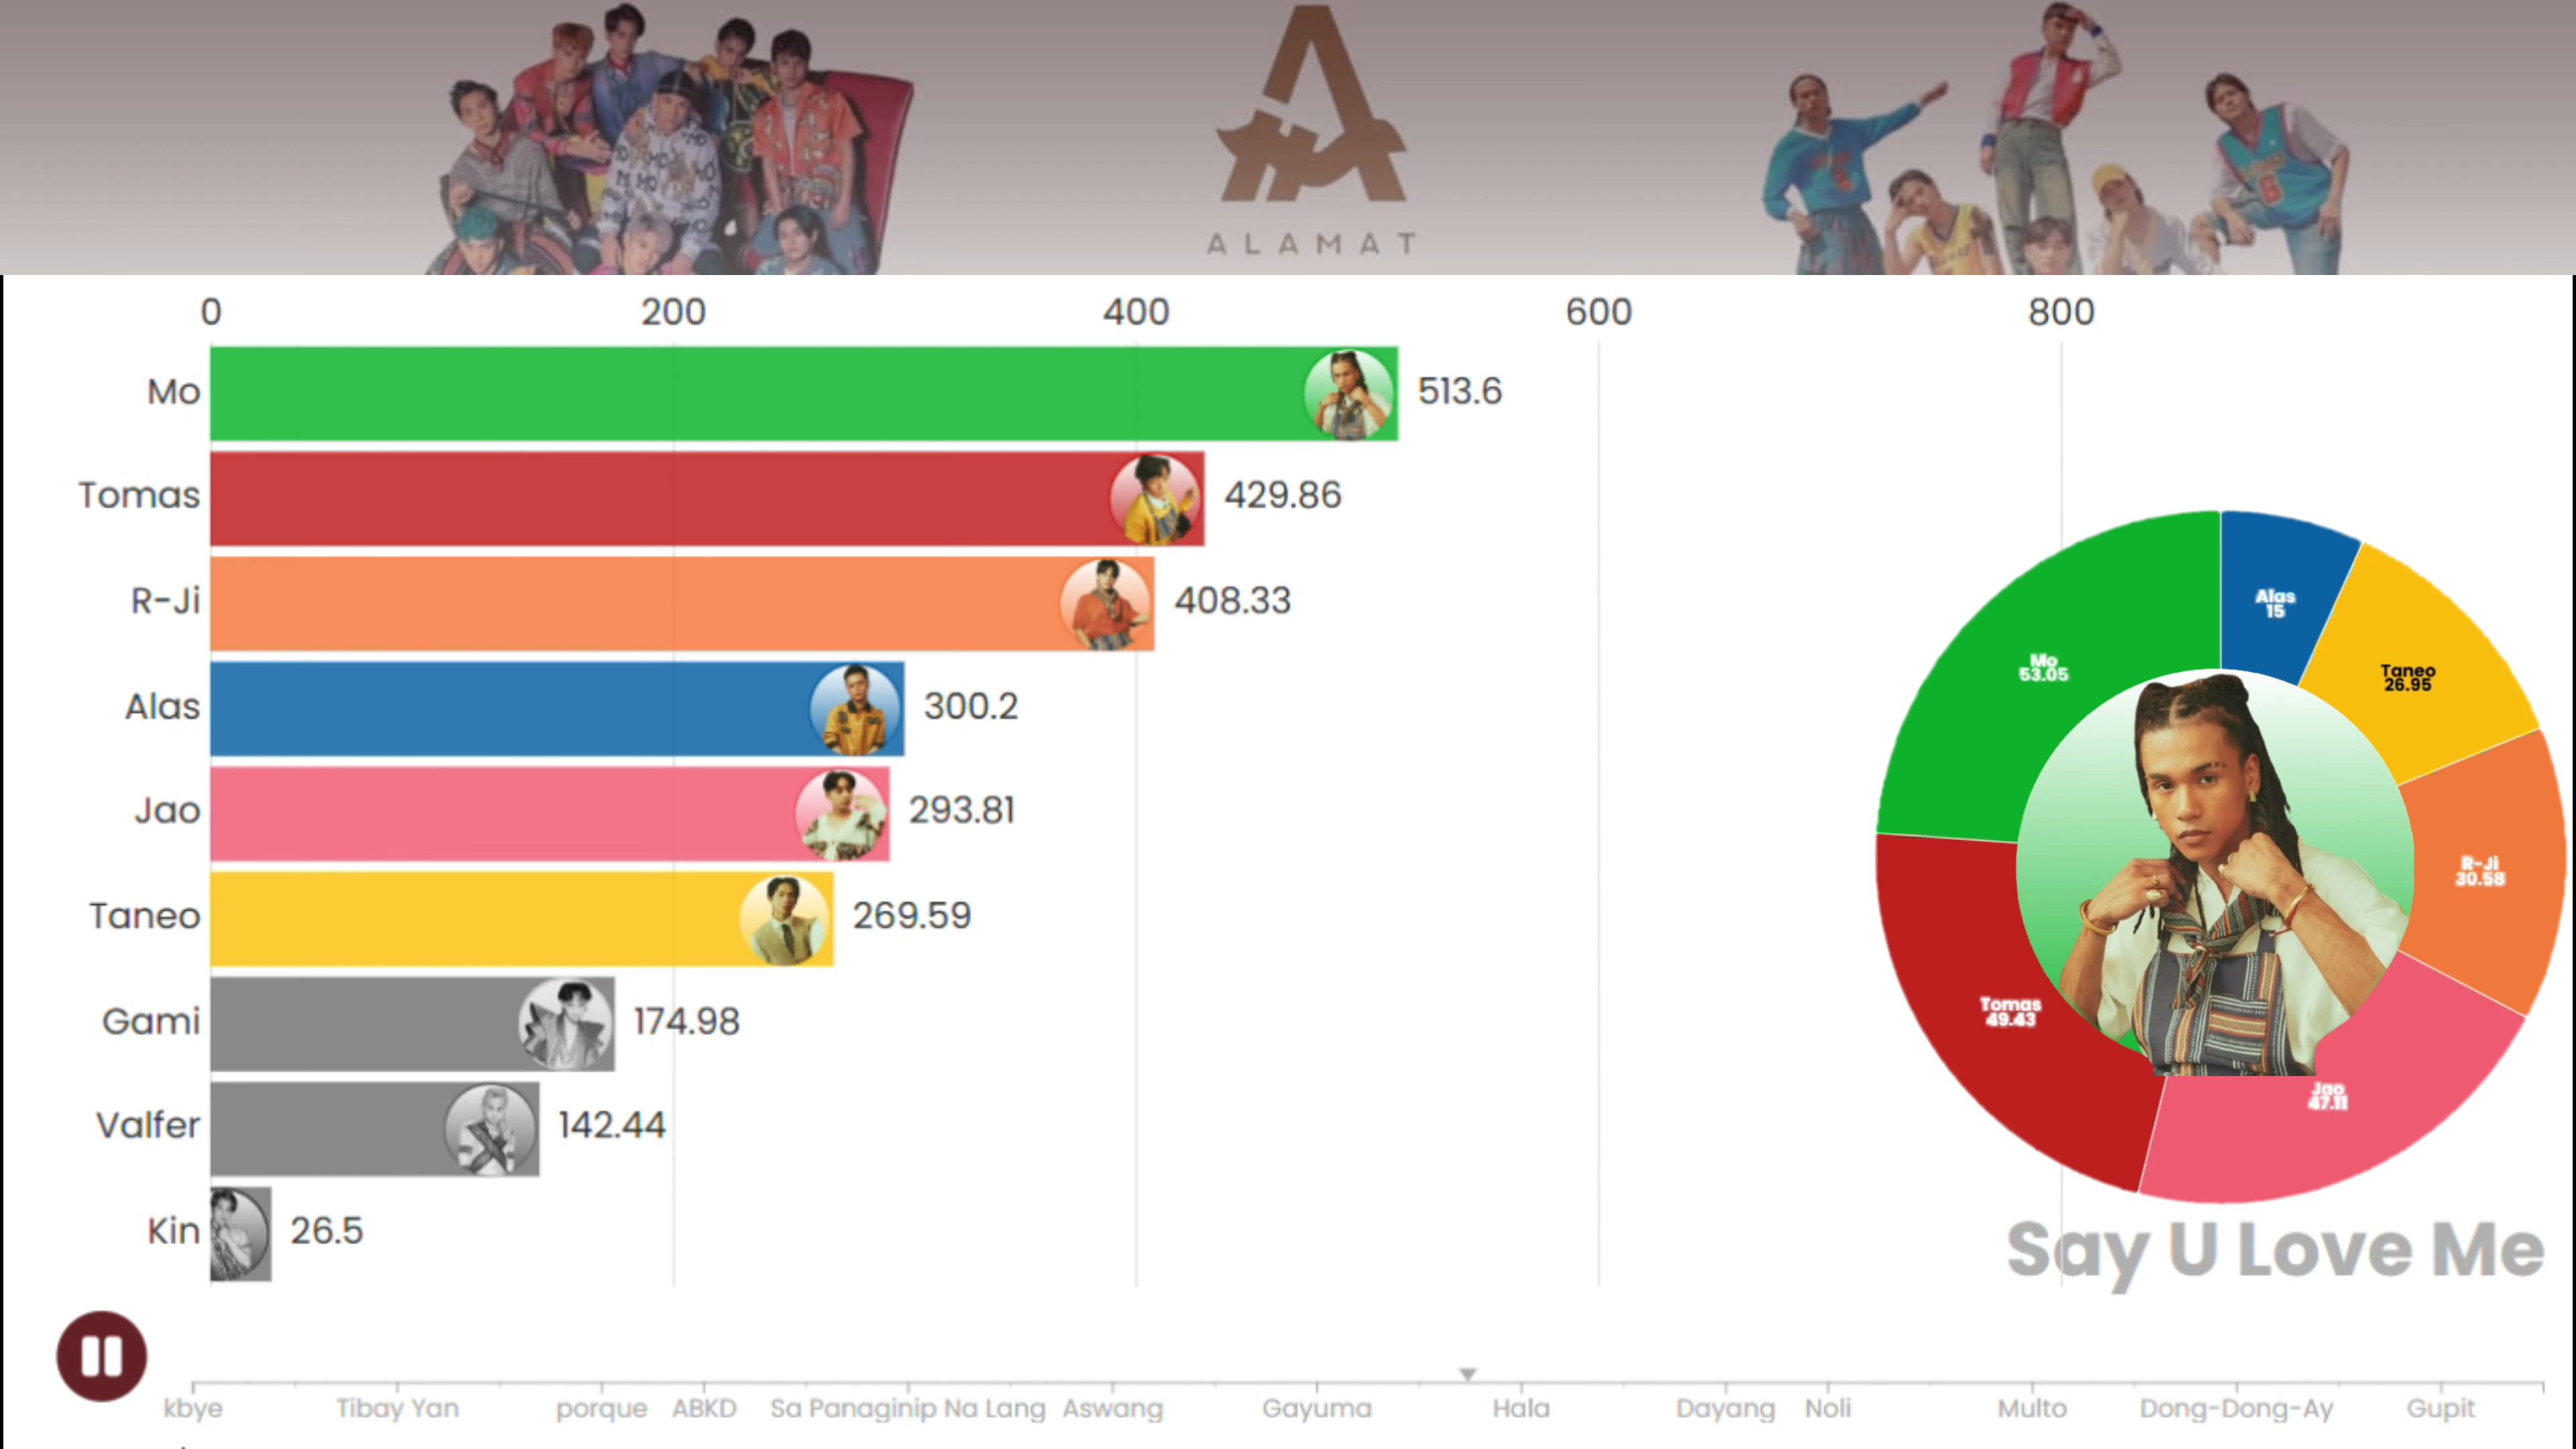 ALAMAT
0 200 400 600 800
Mo 513.6
Tomas 429.86
R-Ji 408.33
Alas 300.2
Jao 293.81
Taneo 269.59
Gami 174.98
Valfer 142.44
Kin 26.5
Alas
15
Taneo
26.95
R-Ji
30.58
Jao
47.11
Tomas
49.43
Mo
53.05
Say U Love Me
kbye Tibay Yan porque ABKD Sa Panaginip Na Lang Aswang Gayuma Hala Dayang Noli Multo Dong-Dong-Ay Gupit